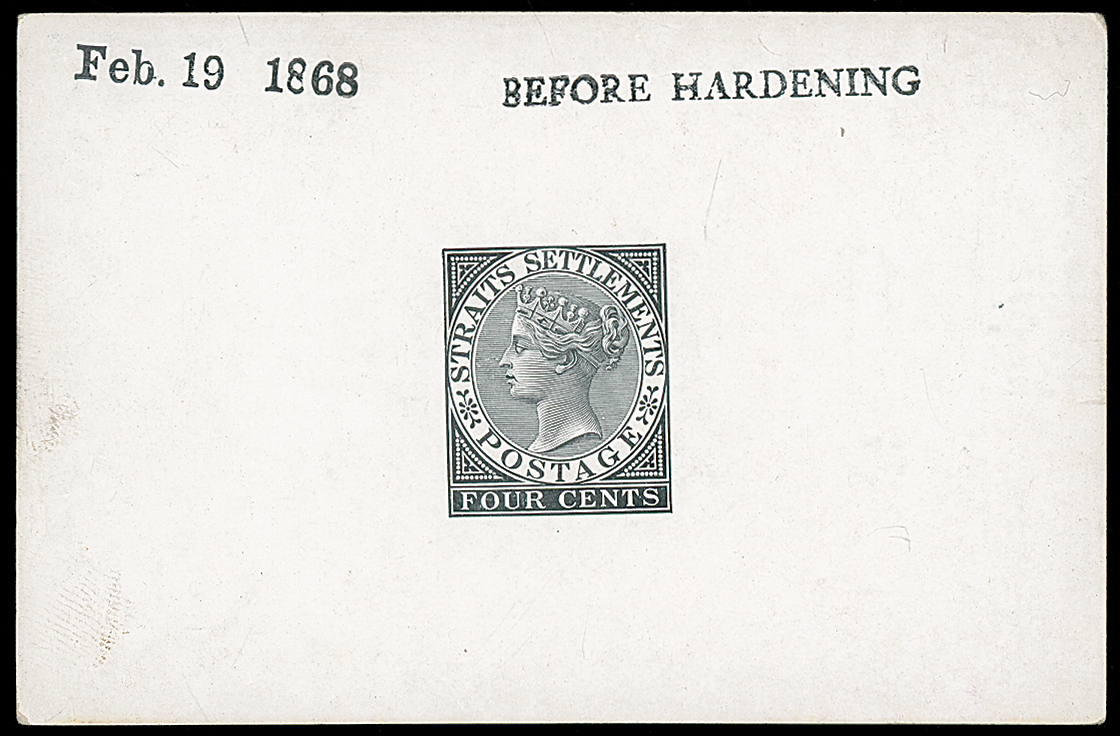 Feb. 19 1868 BEFORE HARDENING
STRAITS SETTLEMENTS
POSTAGE
FOUR CENTS